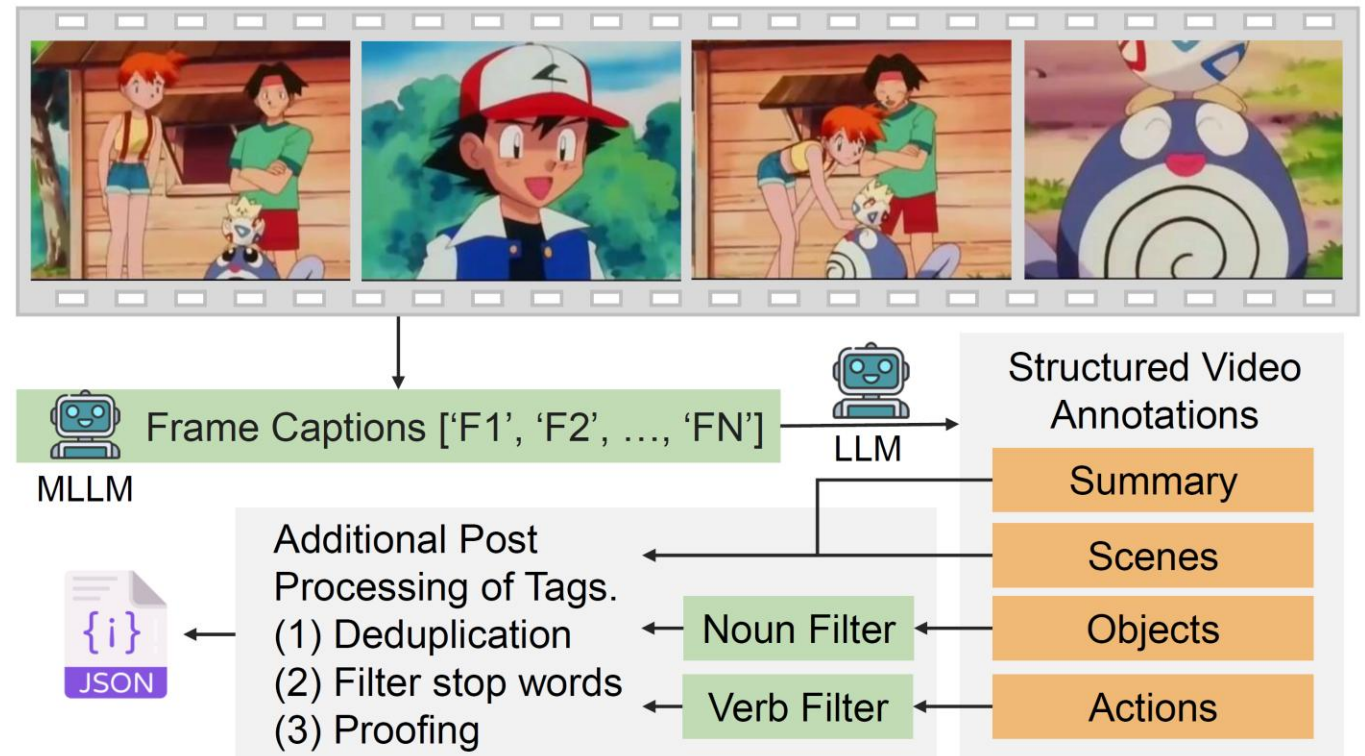 Frame Captions ['F1', 'F2', …, 'FN']
MLLM
LLM
Structured Video
Annotations
Summary
Scenes
Objects
Actions
Noun Filter
Verb Filter
Additional Post
Processing of Tags.
(1) Deduplication
(2) Filter stop words
(3) Proofing
{i}
JSON